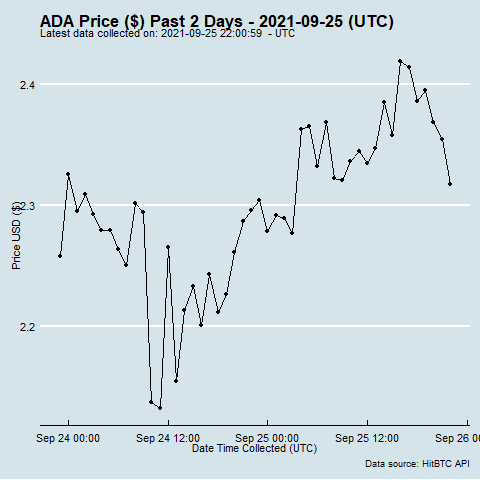 ADA Price ($) Past 2 Days - 2021-09-25 (UTC)
Latest data collected on: 2021-09-25 22:00:59 - UTC
2.4
2.3
2.2
Price USD ($)
Sep 24 00:00 Sep 24 12:00 Sep 25 00:00 Sep 25 12:00 Sep 26 00
Date Time Collected (UTC)
Data source: HitBTC API